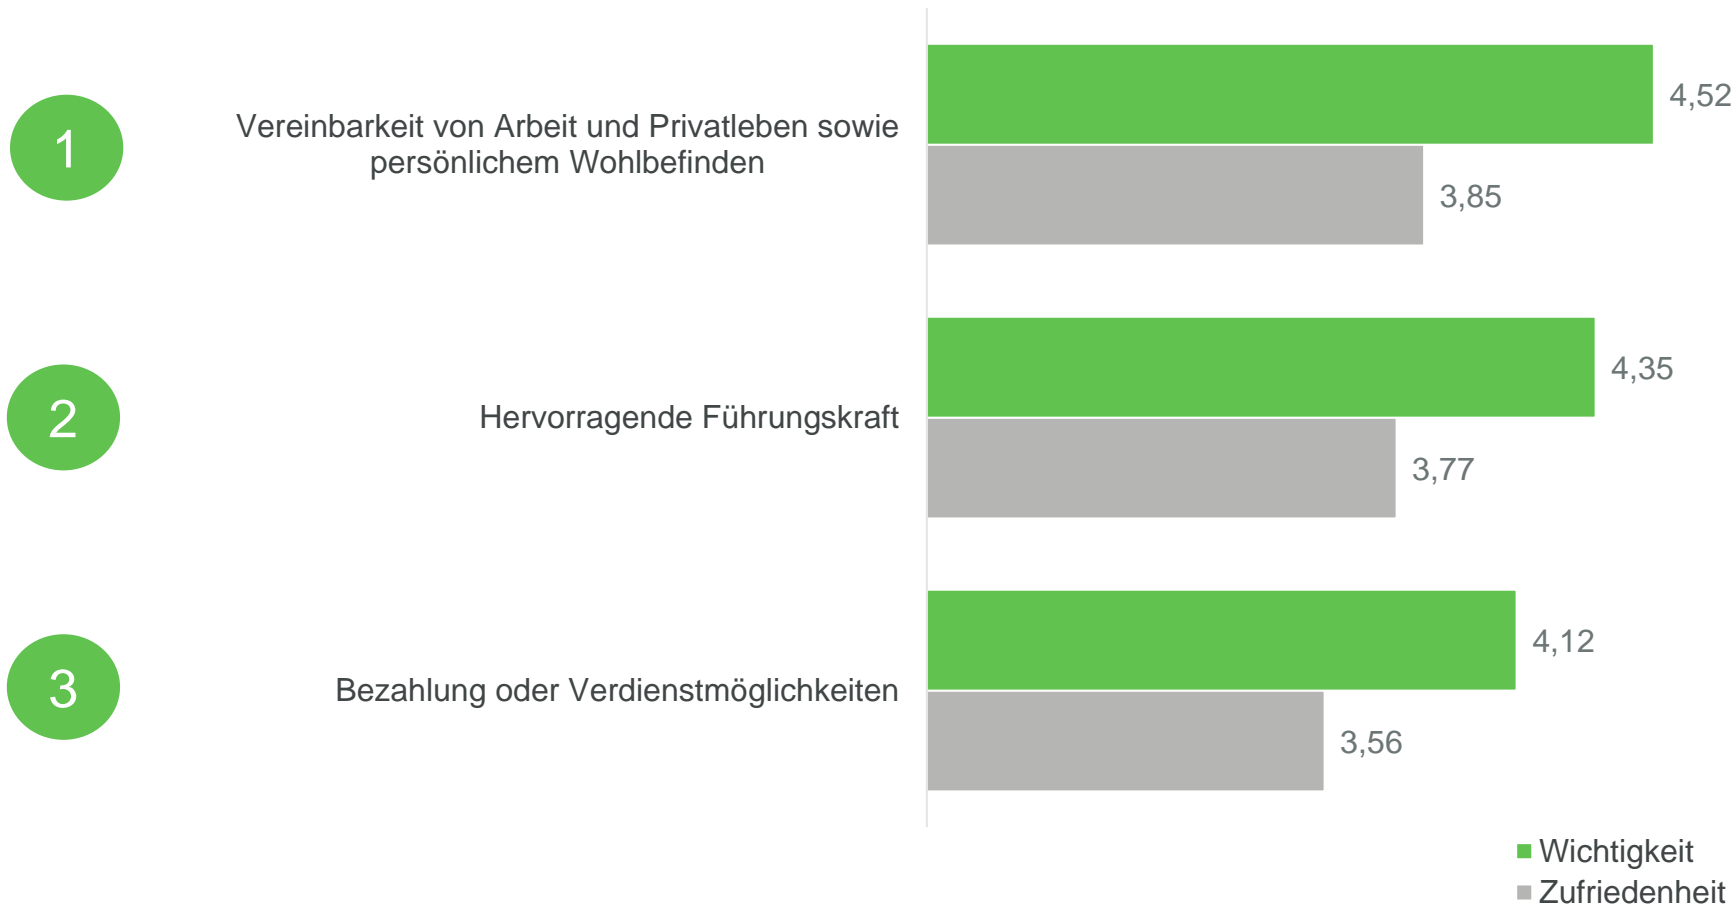 1
Vereinbarkeit von Arbeit und Privatleben sowie
persönlichem Wohlbefinden
4,52
3,85
2
Hervorragende Führungskraft
4,35
3,77
3
Bezahlung oder Verdienstmöglichkeiten
4,12
3,56
Wichtigkeit
Zufriedenheit